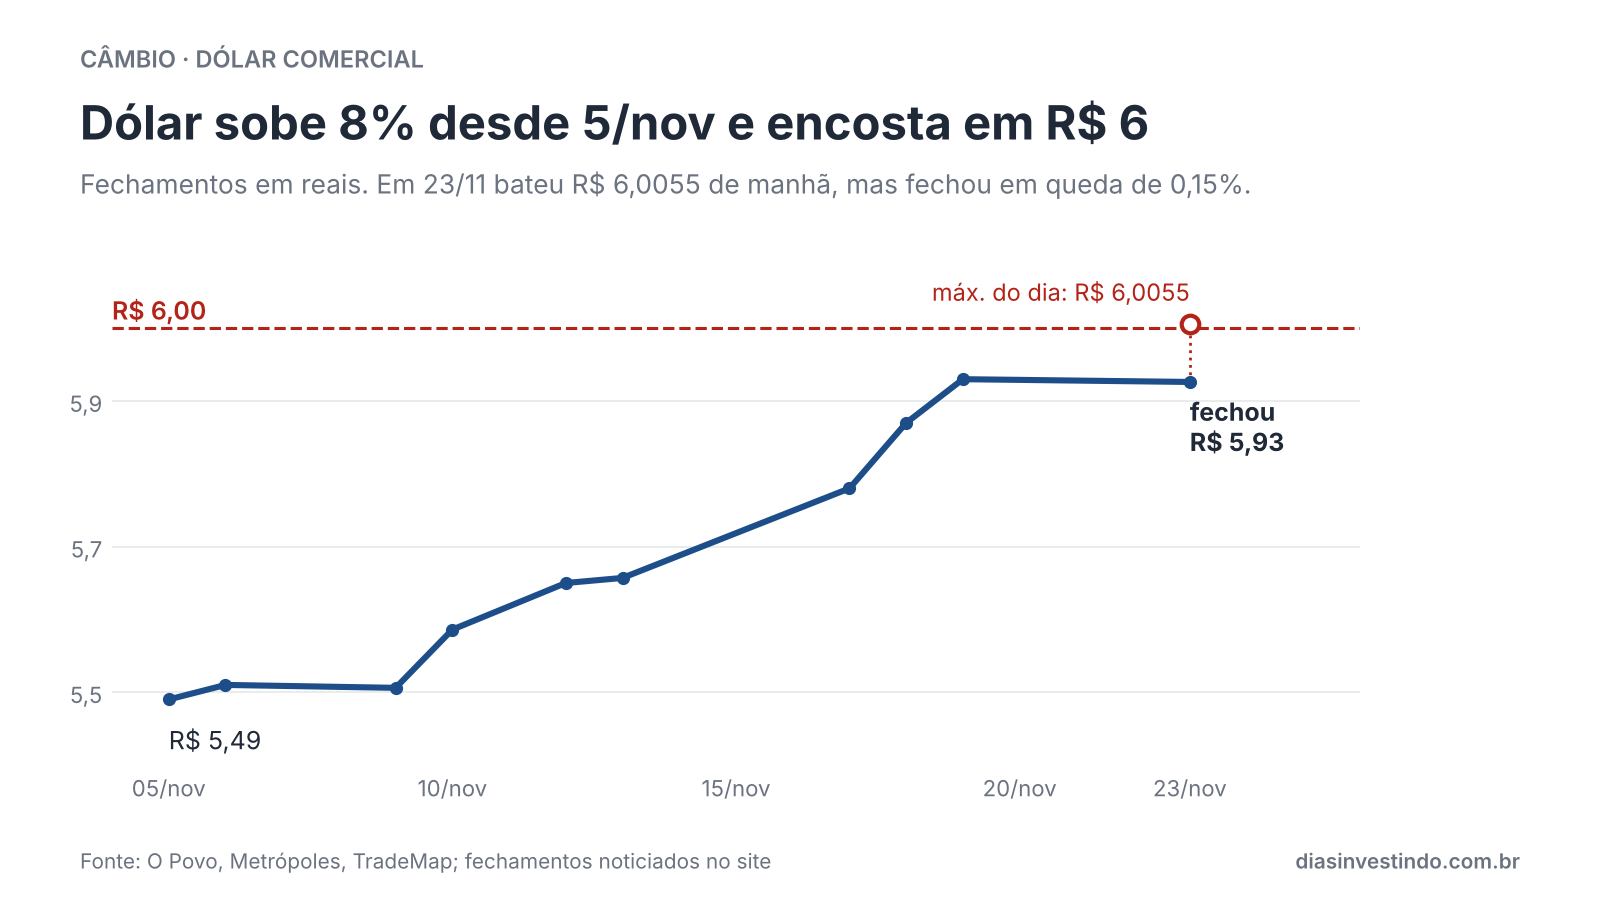 CÂMBIO · DÓLAR COMERCIAL
Dólar sobe 8% desde 5/nov e encosta em R$ 6
Fechamentos em reais. Em 23/11 bateu R$ 6,0055 de manhã, mas fechou em queda de 0,15%.
máx. do dia: R$ 6,0055
R$ 6,00
5,9
fechou
R$ 5,93
5,7
5,5
R$ 5,49
05/nov
10/nov
15/nov
20/nov
23/nov
Fonte: O Povo, Metrópoles, TradeMap; fechamentos noticiados no site
diasinvestindo.com.br